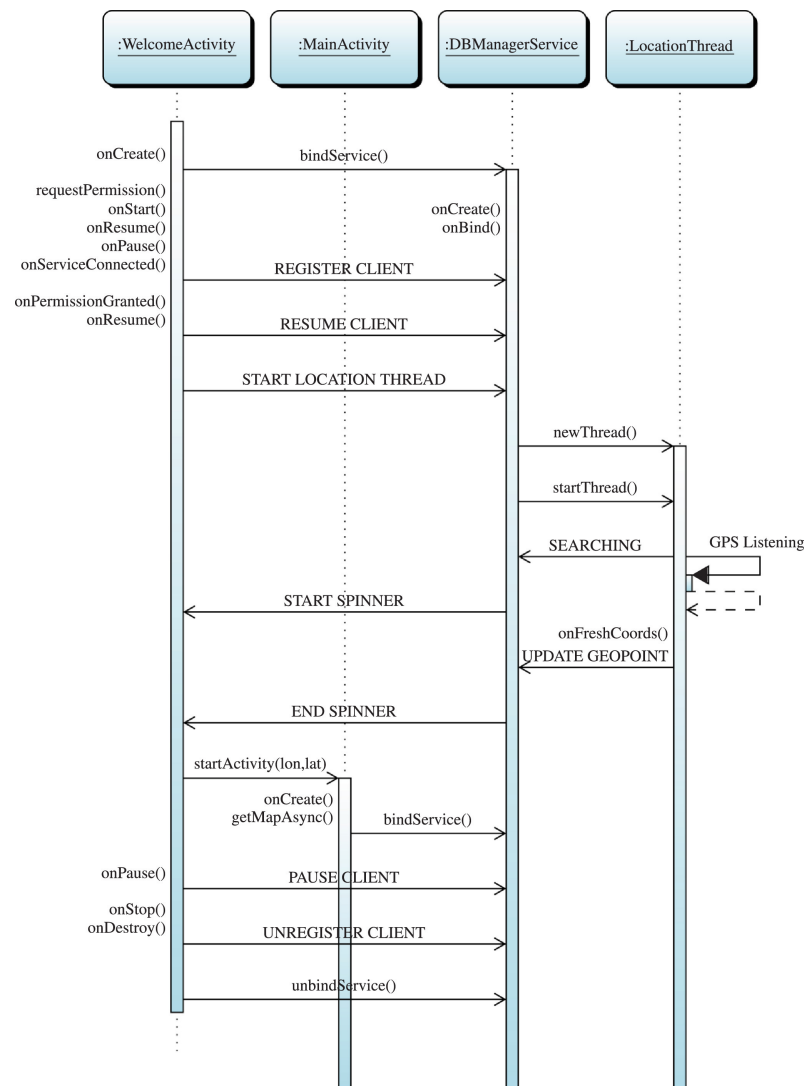 :WelcomeActivity
:MainActivity
:DBManagerService
:LocationThread
onCreate()
bindService()
requestPermission()
onStart()
onCreate()
onResume()
onBind()
onPause()
onServiceConnected()
REGISTER CLIENT
onPermissionGranted()
onResume()
RESUME CLIENT
START LOCATION THREAD
newThread()
startThread()
SEARCHING
GPS Listening
START SPINNER
onFreshCoords()
UPDATE GEOPOINT
END SPINNER
startActivity(lon,lat)
onCreate()
getMapAsync()
bindService()
onPause()
PAUSE CLIENT
onStop()
onDestroy()
UNREGISTER CLIENT
unbindService()